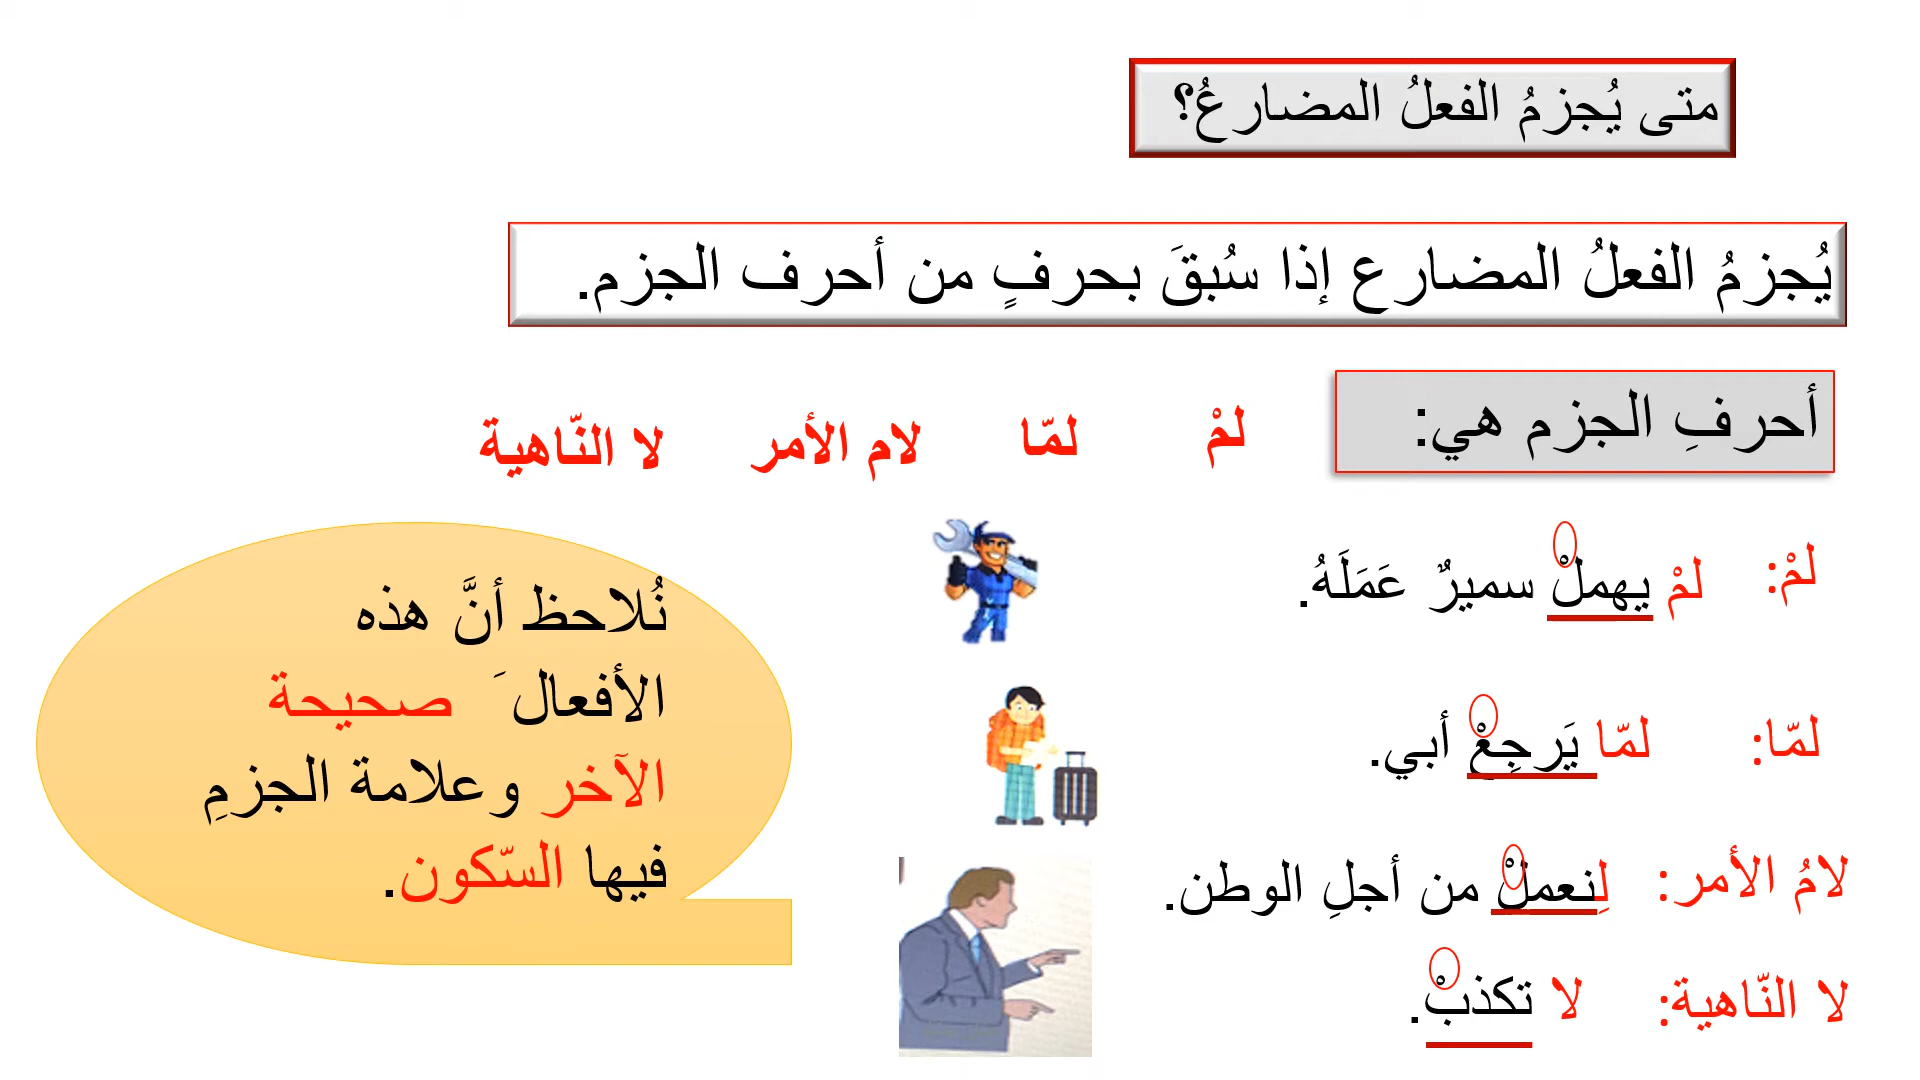 متى يُجزمُ الفعلُ المضارعُ؟
يُجزمُ الفعلُ المضارع إذا سُبقَ بحرفٍ من أحرف الجزم.
أحرفِ الجزم هي: لمْ لمّا لام الأمر لا النّاهية
لمْ: لمْ يهملْ سميرٌ عَمَلَهُ.
لمّا: لمّا يَرجِعْ أبي.
لامُ الأمر: لِنعملْ من أجلِ الوطن.
لا النّاهية: لا تكذبْ.
نُلاحظ أنَّ هذه
الأفعال َ صحيحة
الآخر وعلامة الجزمِ
فيها السّكون.